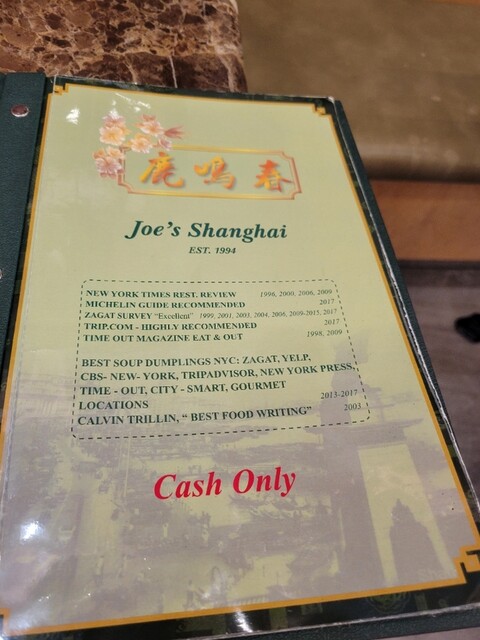 鹿鳴春
Joe's Shanghai
EST. 1994
NEW YORK TIMES REST. REVIEW 1998, 2000, 2006, 2009
MICHELIN GUIDE RECOMMENDED 2017
ZAGAT SURVEY "Excellent" 1999, 2001, 2003, 2004, 2006, 2009-2015, 2017
TRIP.COM - HIGHLY RECOMMENDED 2017
TIME OUT MAGAZINE EAT & OUT 1998, 2009
BEST SOUP DUMPLINGS NYC: ZAGAT, YELP,
CBS- NEW- YORK, TRIPADVISOR, NEW YORK PRESS,
TIME - OUT, CITY - SMART, GOURMET
LOCATIONS 2013-2017
CALVIN TRILLIN, " BEST FOOD WRITING" 2003
Cash Only